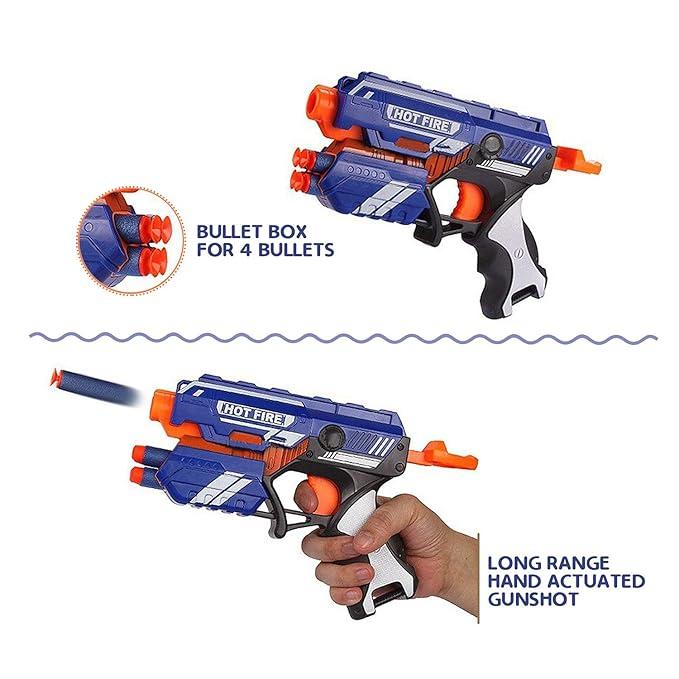 HOT FIRE
BULLET BOX
FOR 4 BULLETS
HOT FIRE
LONG RANGE
HAND ACTUATED
GUNSHOT